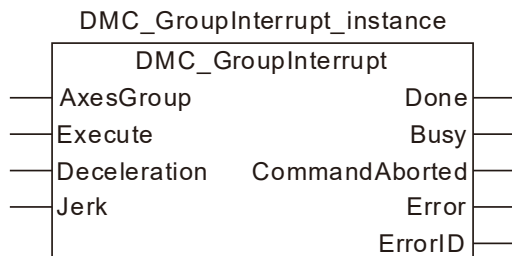 DMC_GroupInterrupt_instance
DMC_GroupInterrupt
AxesGroup Done
Execute Busy
Deceleration CommandAborted
Jerk Error
ErrorID